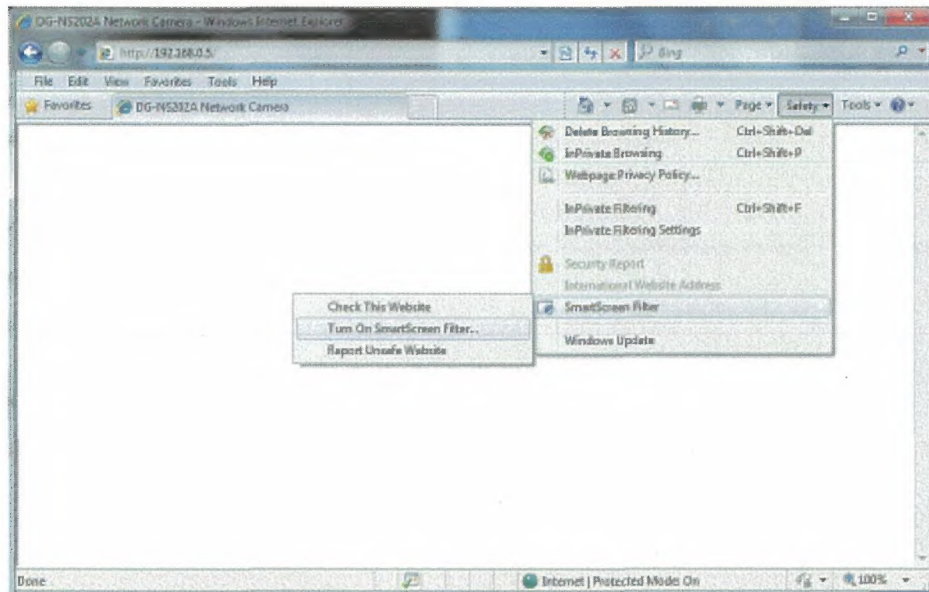 DG-NS202A Network Camera - Windows Internet Explorer
http://192.168.0.5/
Bing
File Edit View Favorites Tools Help
Favorites
DG-NS202A Network Camera
Page
Safety
Tools
Delete Browsing History... Ctrl+Shift+Del
InPrivate Browsing Ctrl+Shift+P
Webpage Privacy Policy...
InPrivate Filtering Ctrl+Shift+F
InPrivate Filtering Settings
Security Report
International Website Address
SmartScreen Filter
Windows Update
Check This Website
Turn On SmartScreen Filter...
Report Unsafe Website
Done
Internet | Protected Mode: On
100%